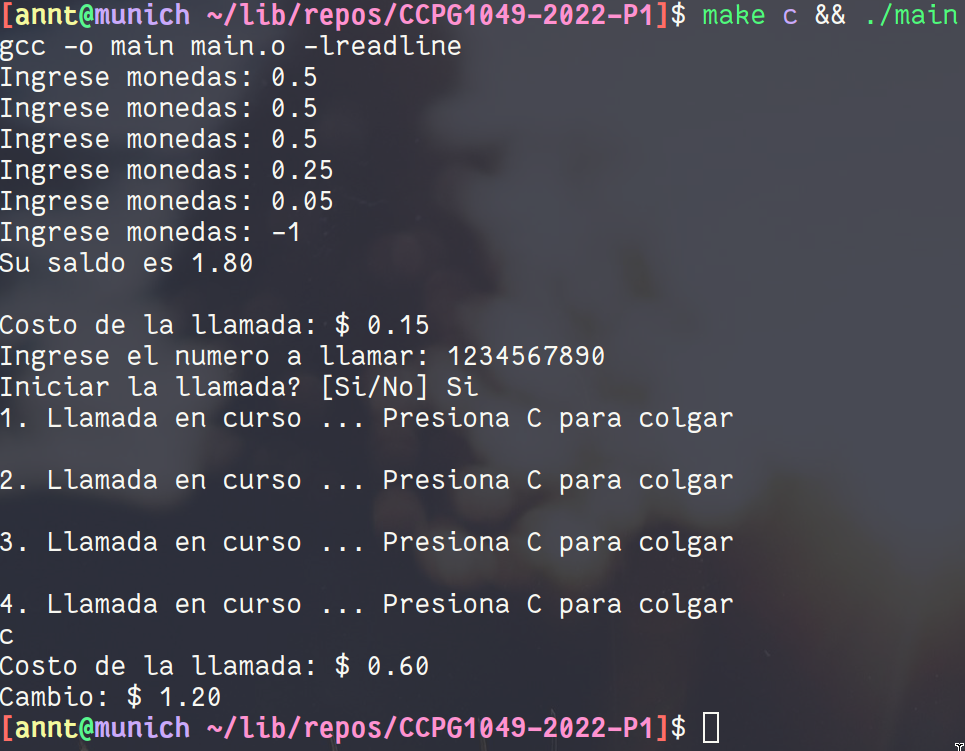 [annt@munich ~/lib/repos/CCPG1049-2022-P1]$ make c && ./main
gcc -o main main.o -lreadline
Ingrese monedas: 0.5
Ingrese monedas: 0.5
Ingrese monedas: 0.5
Ingrese monedas: 0.25
Ingrese monedas: 0.05
Ingrese monedas: -1
Su saldo es 1.80
Costo de la llamada: $ 0.15
Ingrese el numero a llamar: 1234567890
Iniciar la llamada? [Si/No] Si
1. Llamada en curso ... Presiona C para colgar
2. Llamada en curso ... Presiona C para colgar
3. Llamada en curso ... Presiona C para colgar
4. Llamada en curso ... Presiona C para colgar
c
Costo de la llamada: $ 0.60
Cambio: $ 1.20
[annt@munich ~/lib/repos/CCPG1049-2022-P1]$